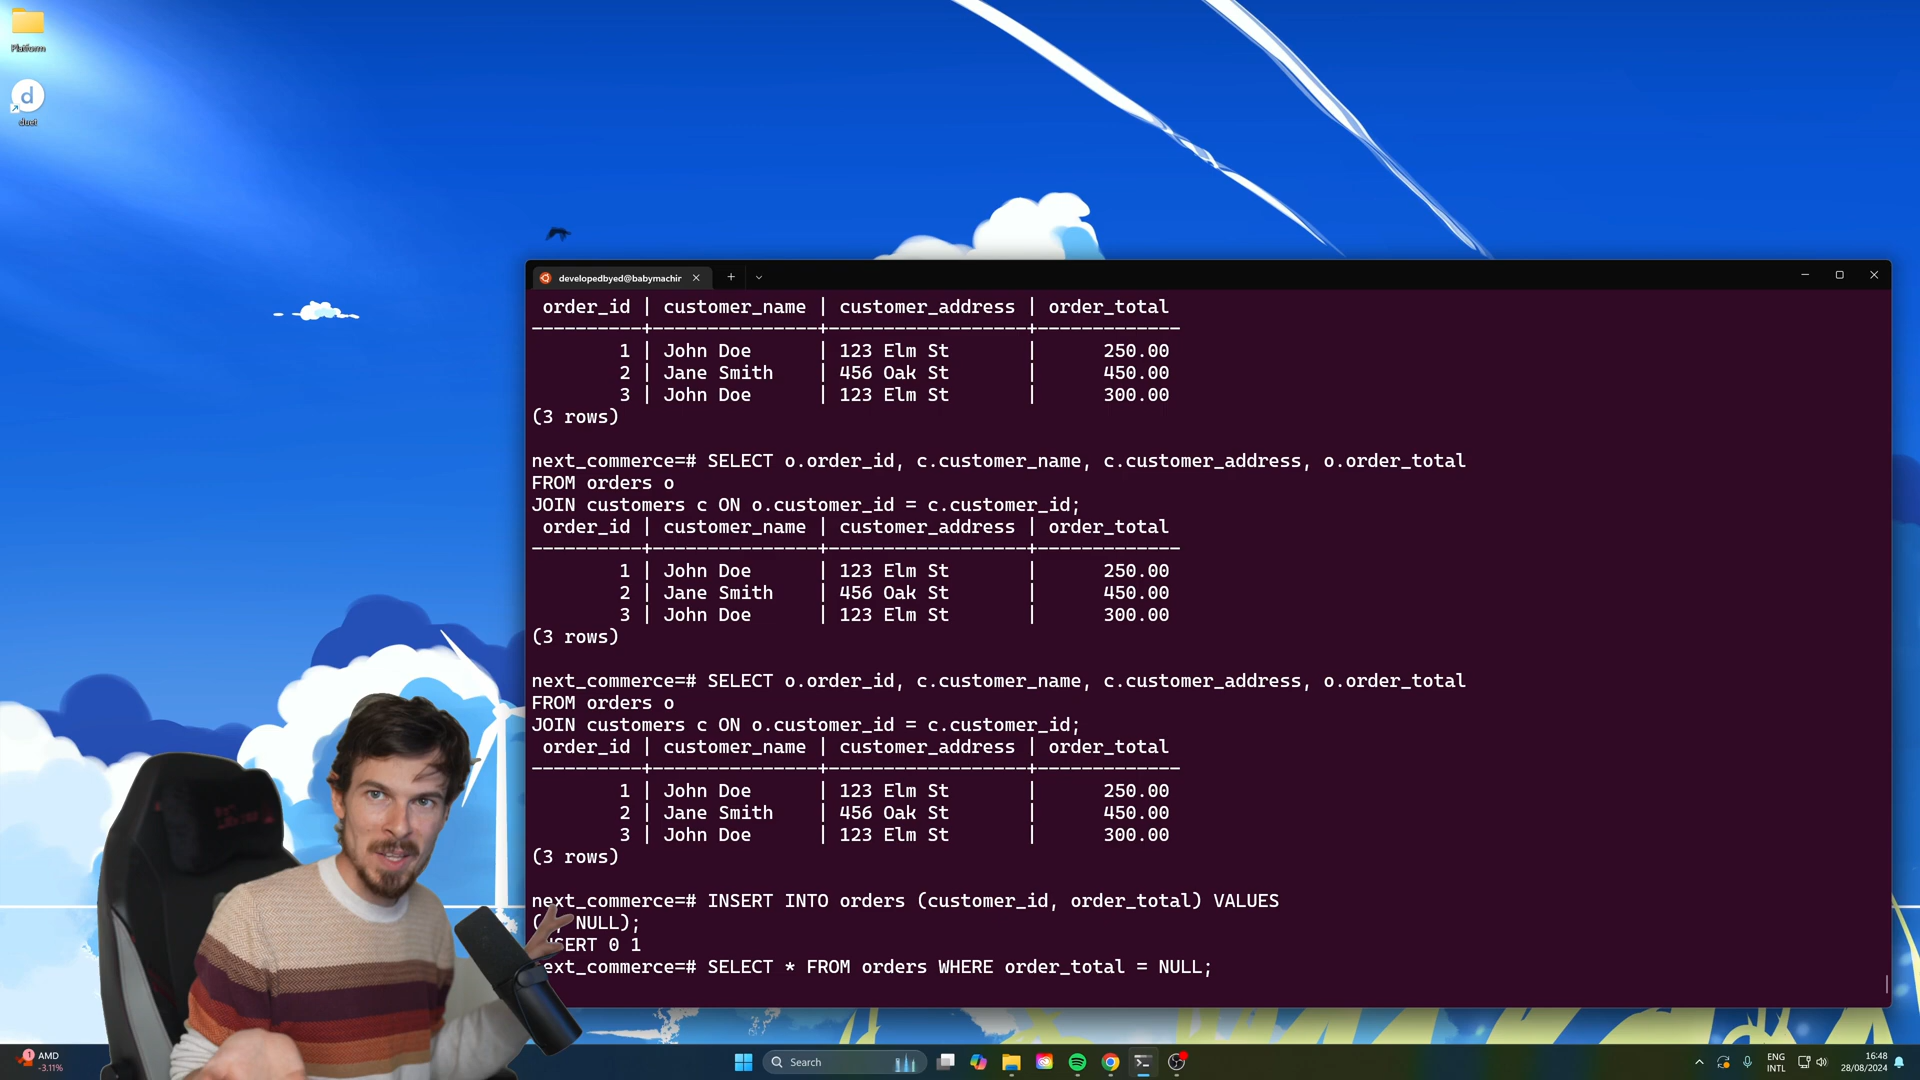 Platform
d
duet
developedbyed@babymachir
order_id | customer_name | customer_address | order_total
1 | John Doe | 123 Elm St | 250.00
2 | Jane Smith | 456 Oak St | 450.00
3 | John Doe | 123 Elm St | 300.00
(3 rows)
next_commerce=# SELECT o.order_id, c.customer_name, c.customer_address, o.order_total
FROM orders o
JOIN customers c ON o.customer_id = c.customer_id;
order_id | customer_name | customer_address | order_total
1 | John Doe | 123 Elm St | 250.00
2 | Jane Smith | 456 Oak St | 450.00
3 | John Doe | 123 Elm St | 300.00
(3 rows)
next_commerce=# SELECT o.order_id, c.customer_name, c.customer_address, o.order_total
FROM orders o
JOIN customers c ON o.customer_id = c.customer_id;
order_id | customer_name | customer_address | order_total
1 | John Doe | 123 Elm St | 250.00
2 | Jane Smith | 456 Oak St | 450.00
3 | John Doe | 123 Elm St | 300.00
(3 rows)
next_commerce=# INSERT INTO orders (customer_id, order_total) VALUES
NULL);
SERT 0 1
ext_commerce=# SELECT * FROM orders WHERE order_total = NULL;
1
AMD
-3.11%
Search
ENG
INTL
16:48
28/08/2024